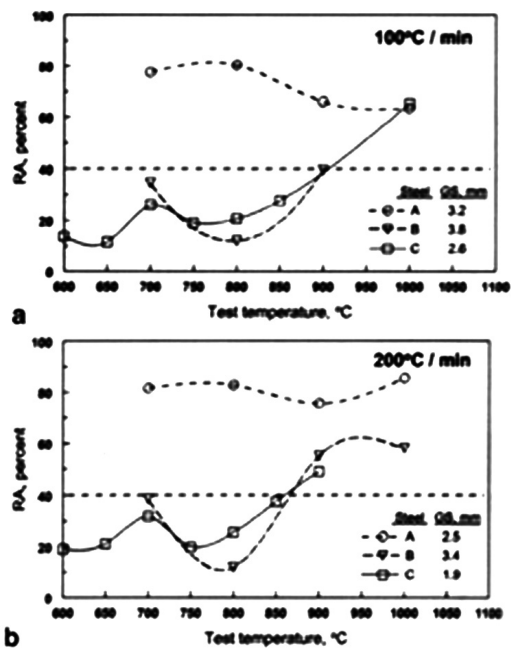 100
100°C / min
80
60
RA, percent
40
Steel GS, mm
A 3.2
20
B 3.8
C 2.6
0
600 650 700 750 800 850 900 950 1000 1050 1100
Test temperature, °C
a
100
200°C / min
80
60
RA, percent
40
Steel GS, mm
A 2.5
20
B 3.4
C 1.9
0
600 650 700 750 800 850 900 950 1000 1050 1100
Test temperature, °C
b